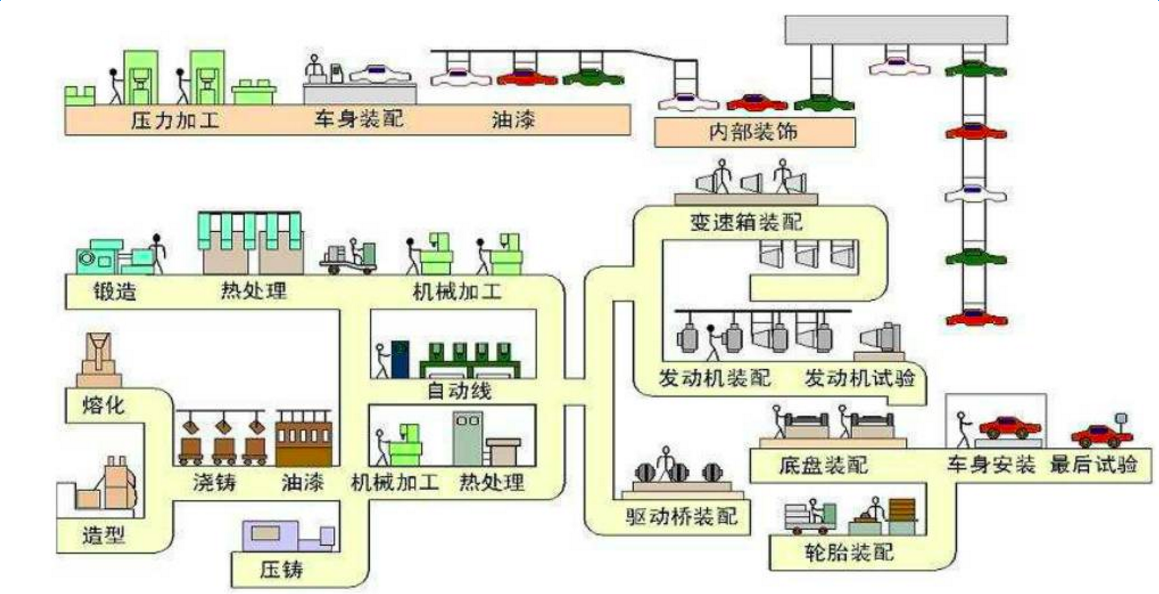 压力加工
车身装配
油漆
内部装饰
变速箱装配
锻造
热处理
机械加工
发动机装配
发动机试验
自动线
熔化
浇铸
油漆
机械加工
热处理
底盘装配
车身安装
最后试验
驱动桥装配
造型
轮胎装配
压铸